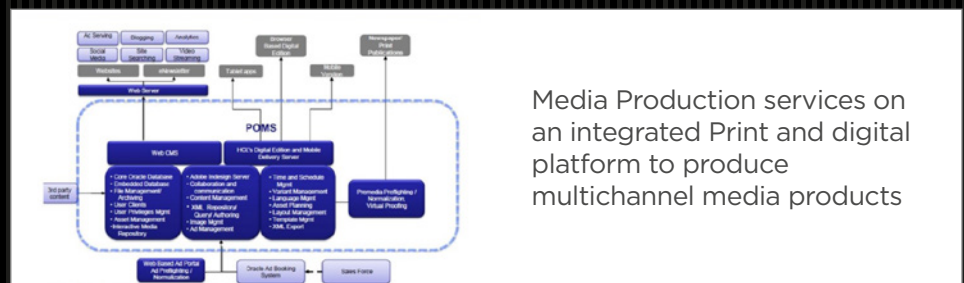 Ad Serving
Blogging
Analytics
Social
Media
Site
Searching
Video
Streaming
Websites
eNewsletter
Web Server
Browser
Based Digital
Edition
Newspaper/
Print
Publications
Tablet apps
Mobile
Version
POMS
Web CMS
HCL's Digital Edition and Mobile
Delivery Server
3rd party
content
• Core Oracle Database
• Embedded Database
• File Management/
Archiving
• User Clients
• User Privileges Mgmt
• Asset Management
• Interactive Media
Repository
• Adobe Indesign Server
• Collaboration and
communication
• Content Management
• XML Repository/
Query/ Authoring
• Image Mgmt
• Ad Management
• Time and Schedule
Mgmt
• Variant Management
• Language Mgmt
• Asset Planning
• Layout Management
• Template Mgmt
• XML Export
Premedia Preflighting /
Normalization,
Virtual Proofing
Web Based Ad Portal
Ad Preflighting /
Normalization
Oracle Ad Booking
System
Sales Force
Media Production services on
an integrated Print and digital
platform to produce
multichannel media products